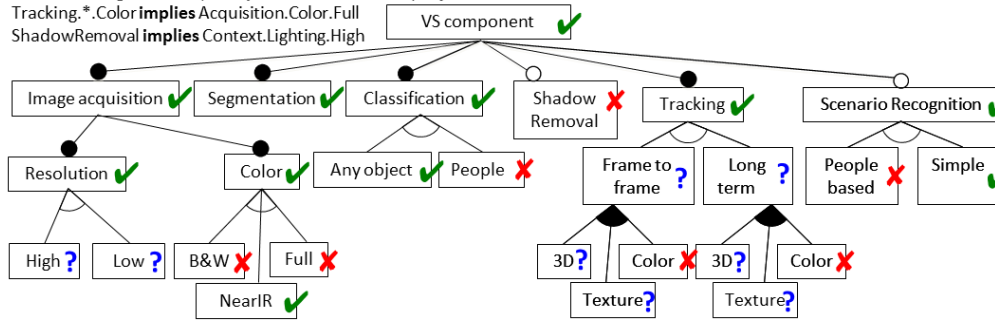 Tracking.*.Color implies Acquisition.Color.Full
ShadowRemoval implies Context.Lighting.High
VS component
Image acquisition
Segmentation
Classification
Shadow
Removal
Tracking
Scenario Recognition
Resolution
Color
Any object
People
Frame to
frame
?
Long
term
?
People
based
Simple
High ?
Low ?
B&W
Full
NearIR
3D ?
Color
Texture ?
3D ?
Color
Texture ?